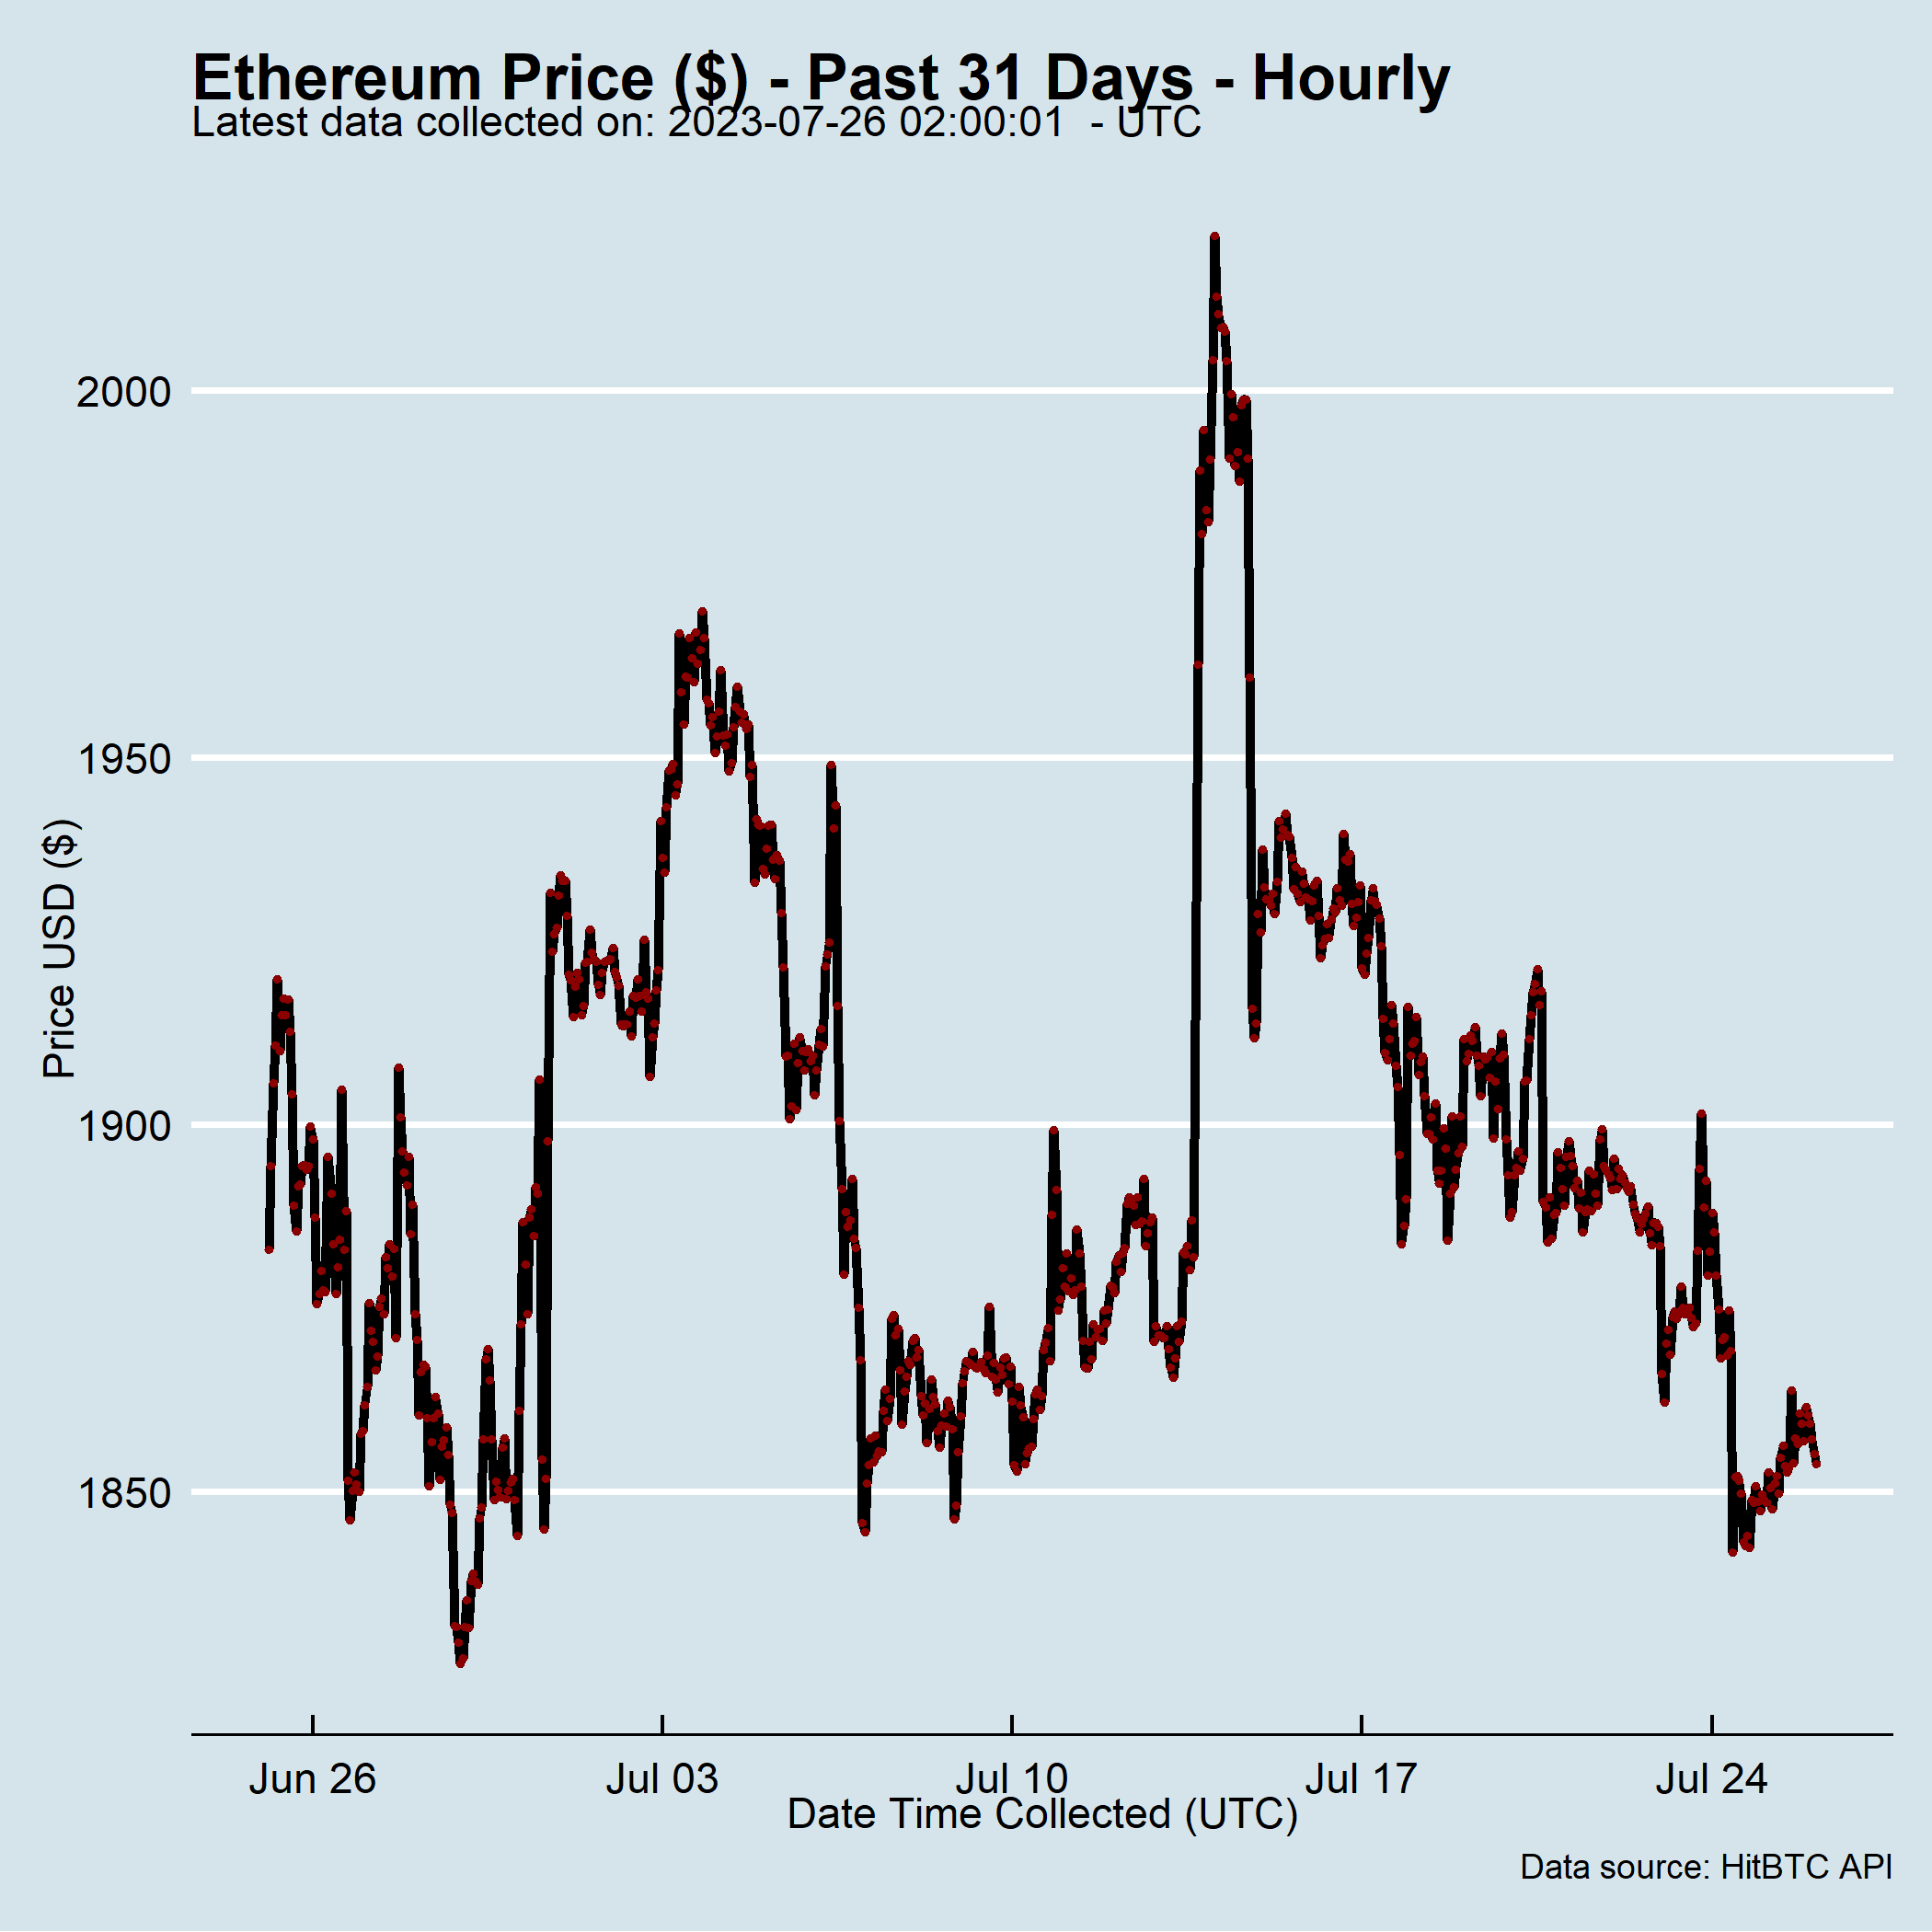 Ethereum Price ($) - Past 31 Days - Hourly
Latest data collected on: 2023-07-26 02:00:01  - UTC
Price USD ($)
2000
1950
1900
1850
Jun 26
Jul 03
Jul 10
Jul 17
Jul 24
Date Time Collected (UTC)
Data source: HitBTC API